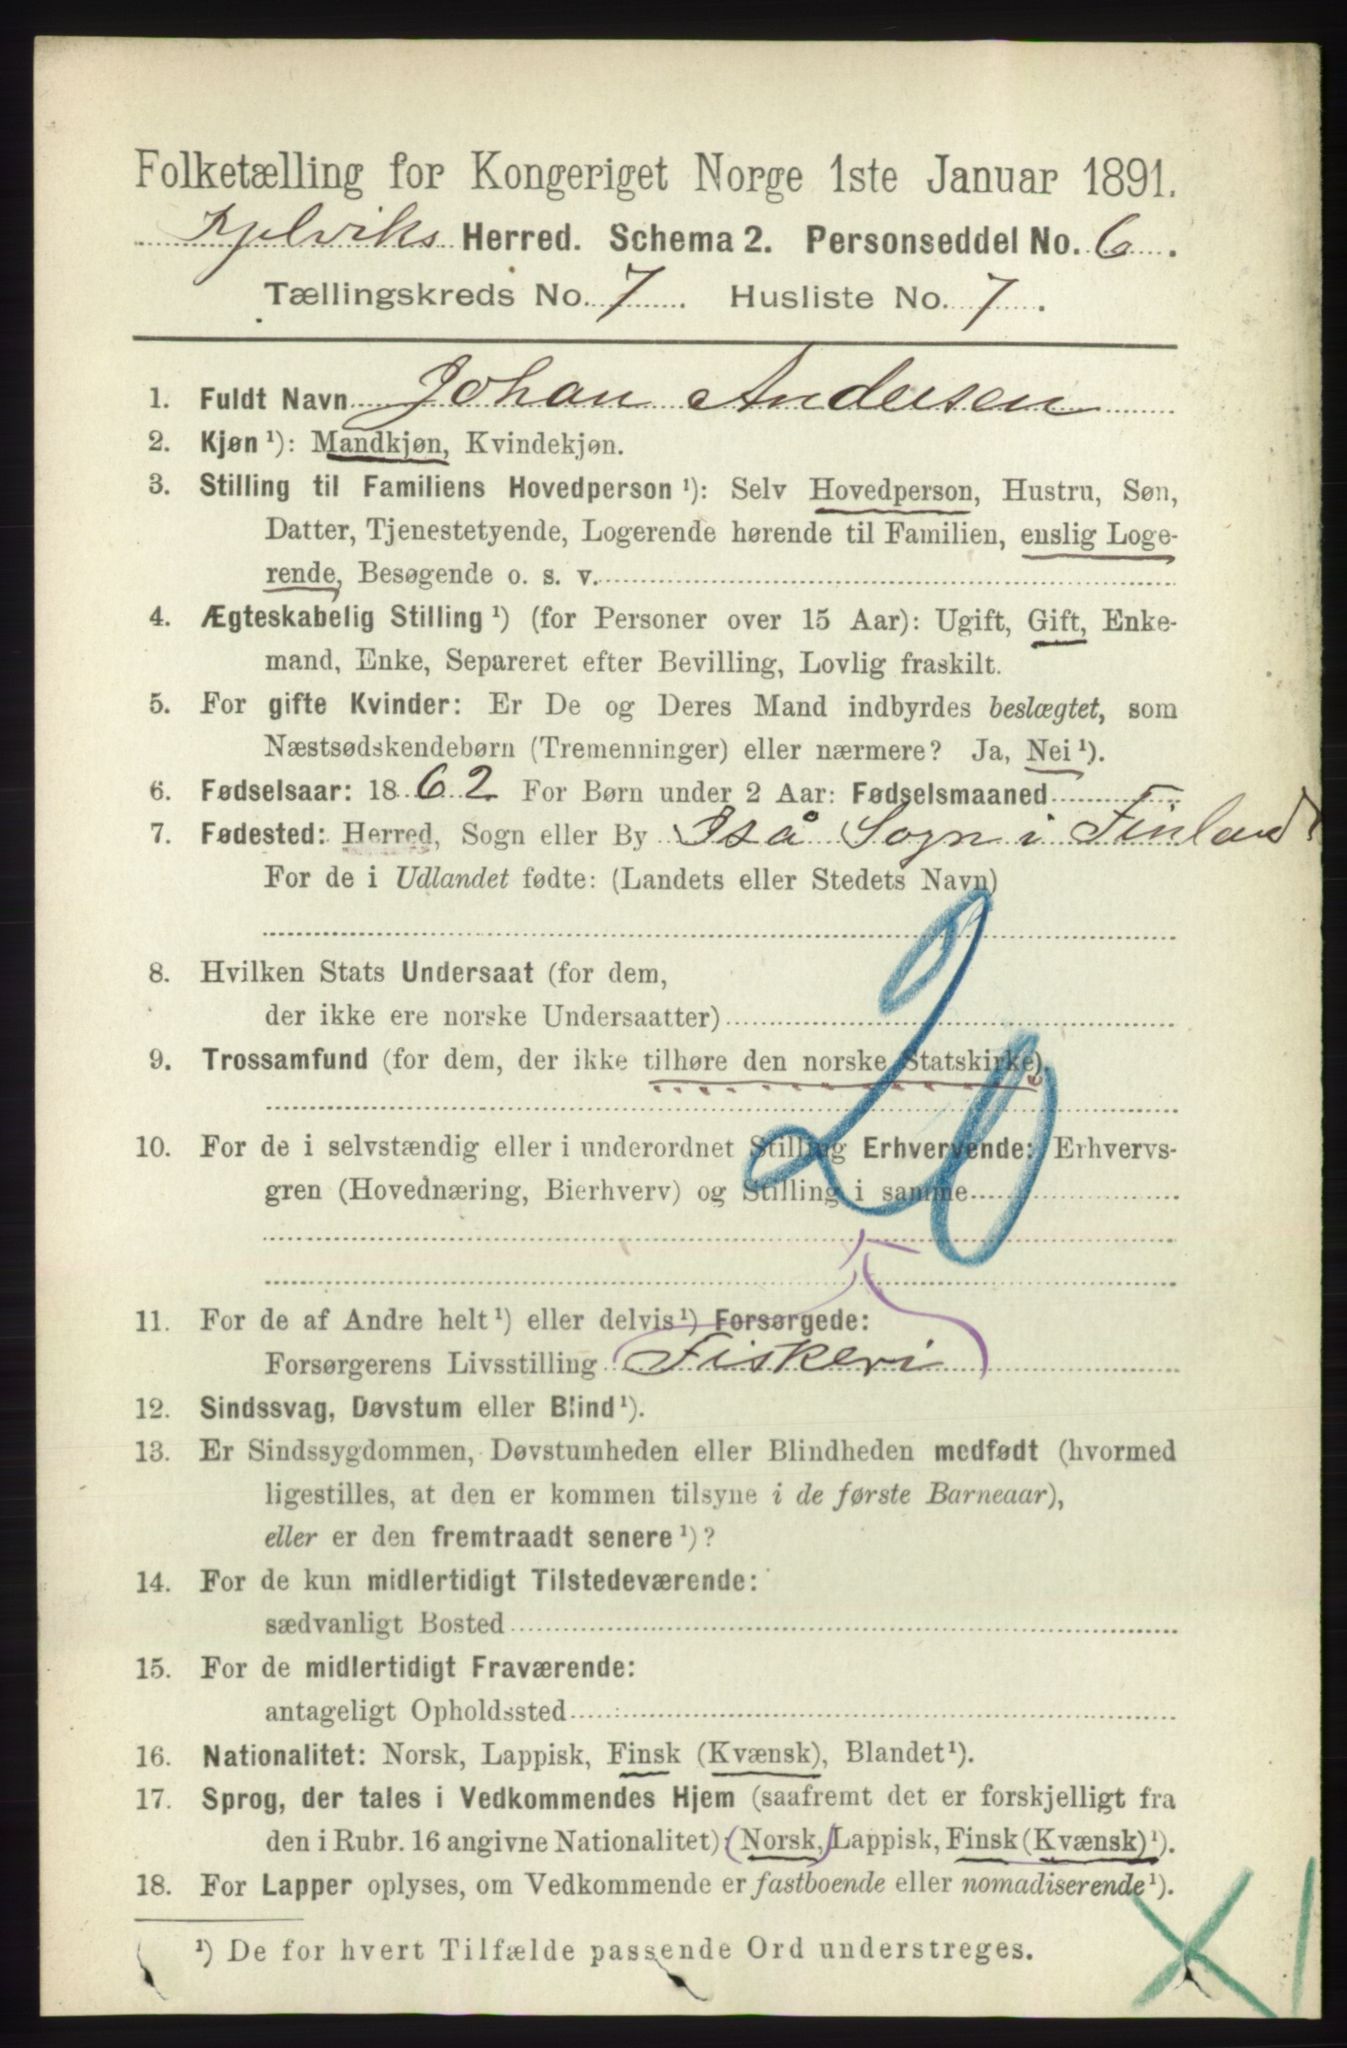 Folketælling for Kongeriget Norge 1ste Januar 1891.
Kjelviks Herred. Schema 2. Personseddel No. 6.
Tællingskreds No. 7. Husliste No. 7.
1. Fuldt Navn Johan Andersen
2. Kjøn ¹): Mandkjøn, Kvindekjøn.
3. Stilling til Familiens Hovedperson ¹): Selv Hovedperson, Hustru, Søn,
Datter, Tjenestetyende, Logerende hørende til Familien, enslig Loge-
rende, Besøgende o. s. v.
4. Ægteskabelig Stilling ¹) (for Personer over 15 Aar): Ugift, Gift, Enke-
mand, Enke, Separeret efter Bevilling, Lovlig fraskilt.
5. For gifte Kvinder: Er De og Deres Mand indbyrdes beslægtet, som
Næstsødskendebørn (Tremenninger) eller nærmere? Ja, Nei ¹).
6. Fødselsaar: 1862 For Børn under 2 Aar: Fødselsmaaned
7. Fødested: Herred, Sogn eller By Iså Sogn i Finland
For de i Udlandet fødte: (Landets eller Stedets Navn)
8. Hvilken Stats Undersaat (for dem,
der ikke ere norske Undersaatter)
9. Trossamfund (for dem, der ikke tilhøre den norske Statskirke).
20
10. For de i selvstændig eller i underordnet Stilling Erhvervende: Erhvervs-
gren (Hovednæring, Bierhverv) og Stilling i samme
11. For de af Andre helt ¹) eller delvis ¹) Forsørgede:
Forsørgerens Livsstilling Fiskeri
12. Sindssvag, Døvstum eller Blind ¹).
13. Er Sindssygdommen, Døvstumheden eller Blindheden medfødt (hvormed
ligestilles, at den er kommen tilsyne i de første Barneaar),
eller er den fremtraadt senere ¹)?
14. For de kun midlertidigt Tilstedeværende:
sædvanligt Bosted
15. For de midlertidigt Fraværende:
antageligt Opholdssted
16. Nationalitet: Norsk, Lappisk, Finsk (Kvænsk), Blandet ¹).
17. Sprog, der tales i Vedkommendes Hjem (saafremt det er forskjelligt fra
den i Rubr. 16 angivne Nationalitet): (Norsk,) Lappisk, Finsk (Kvænsk) ¹).
18. For Lapper oplyses, om Vedkommende er fastboende eller nomadiserende ¹).
¹) De for hvert Tilfælde passende Ord understreges.